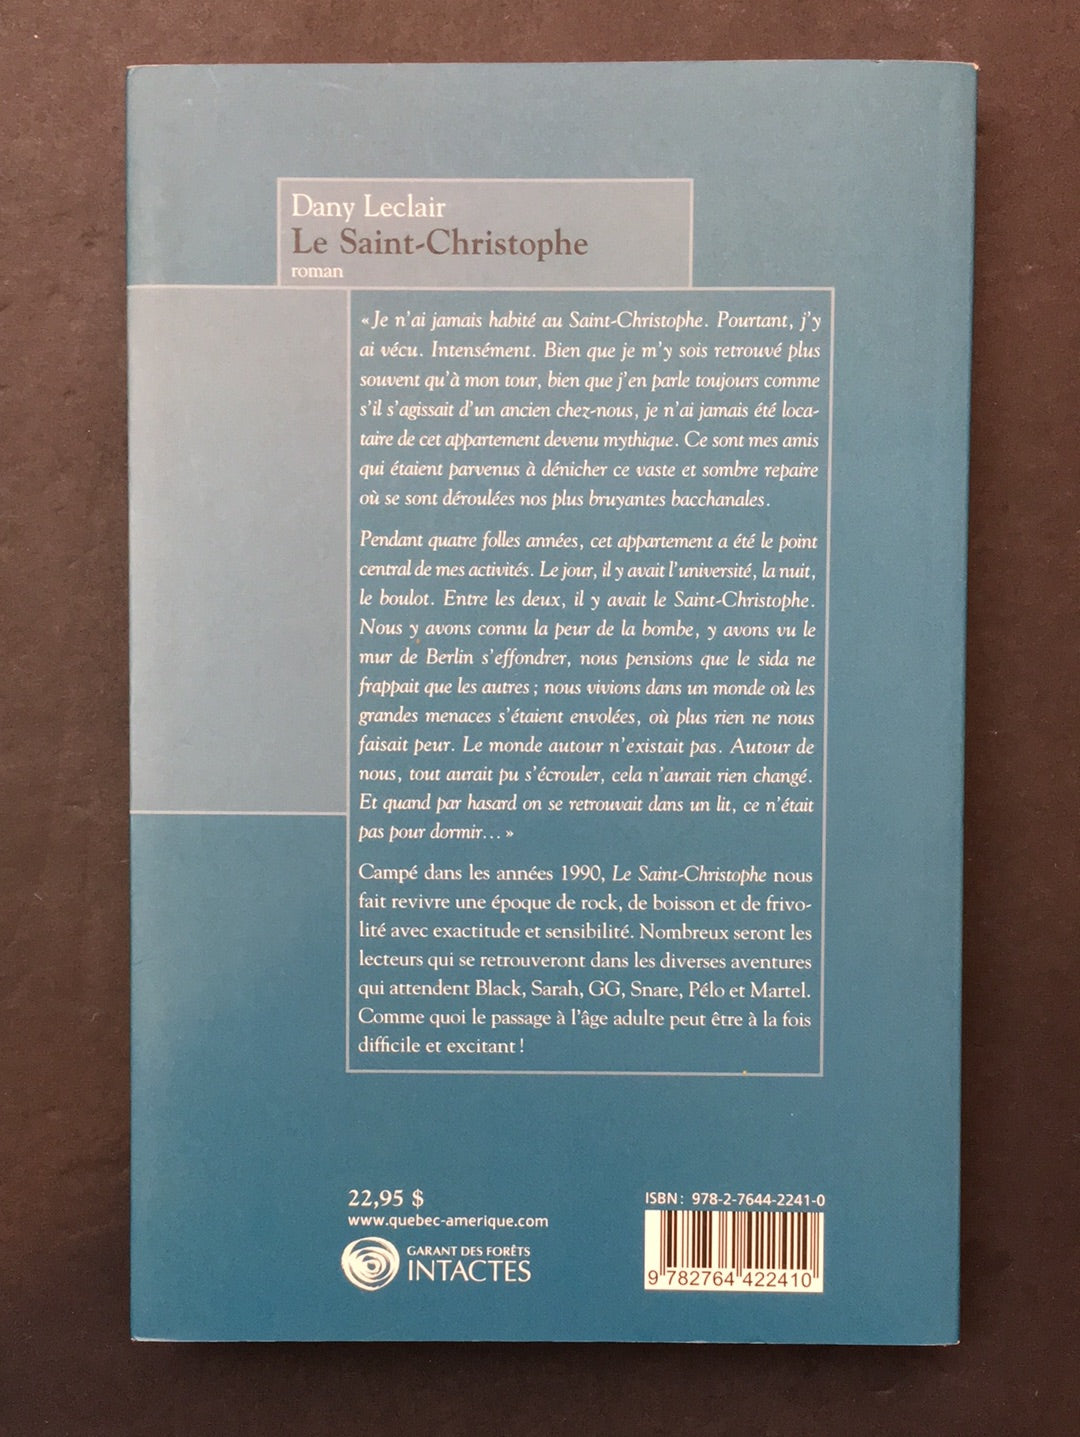 Dany Leclair
Le Saint-Christophe
roman
« Je n'ai jamais habité au Saint-Christophe. Pourtant, j'y
ai vécu. Intensément. Bien que je m'y sois retrouvé plus
souvent qu'à mon tour, bien que j'en parle toujours comme
s'il s'agissait d'un ancien chez-nous, je n'ai jamais été loca-
taire de cet appartement devenu mythique. Ce sont mes amis
qui étaient parvenus à dénicher ce vaste et sombre repaire
où se sont déroulées nos plus bruyantes bacchanales.
Pendant quatre folles années, cet appartement a été le point
central de mes activités. Le jour, il y avait l'université, la nuit,
le boulot. Entre les deux, il y avait le Saint-Christophe.
Nous y avons connu la peur de la bombe, y avons vu le
mur de Berlin s'effondrer, nous pensions que le sida ne
frappait que les autres ; nous vivions dans un monde où les
grandes menaces s'étaient envolées, où plus rien ne nous
faisait peur. Le monde autour n'existait pas. Autour de
nous, tout aurait pu s'écrouler, cela n'aurait rien changé.
Et quand par hasard on se retrouvait dans un lit, ce n'était
pas pour dormir... »
Campé dans les années 1990, Le Saint-Christophe nous
fait revivre une époque de rock, de boisson et de frivo-
lité avec exactitude et sensibilité. Nombreux seront les
lecteurs qui se retrouveront dans les diverses aventures
qui attendent Black, Sarah, GG, Snare, Pélo et Martel.
Comme quoi le passage à l'âge adulte peut être à la fois
difficile et excitant !
22,95 $
www.quebec-amerique.com
GARANT DES FORÊTS
INTACTES
ISBN : 978-2-7644-2241-0
9 782764 422410